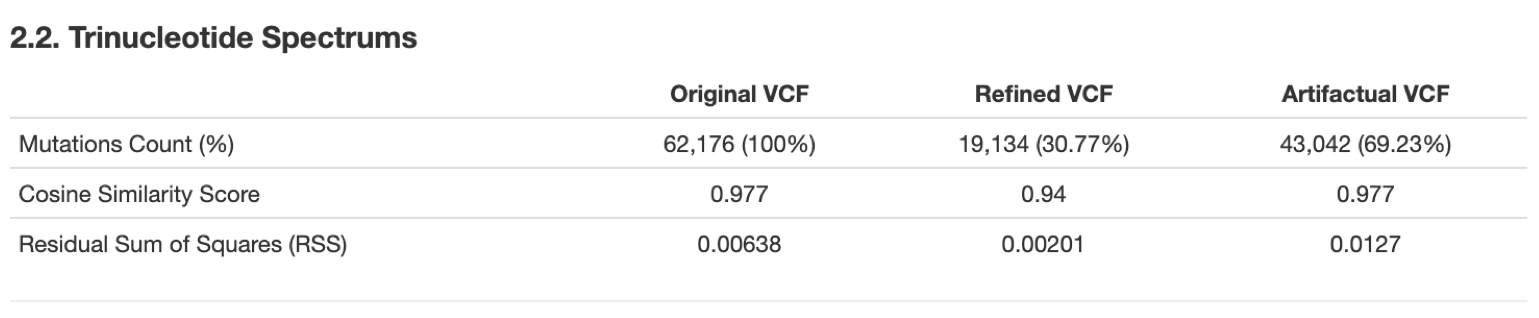 2.2. Trinucleotide Spectrums
Original VCF Refined VCF Artifactual VCF
Mutations Count (%) 62,176 (100%) 19,134 (30.77%) 43,042 (69.23%)
Cosine Similarity Score 0.977 0.94 0.977
Residual Sum of Squares (RSS) 0.00638 0.00201 0.0127